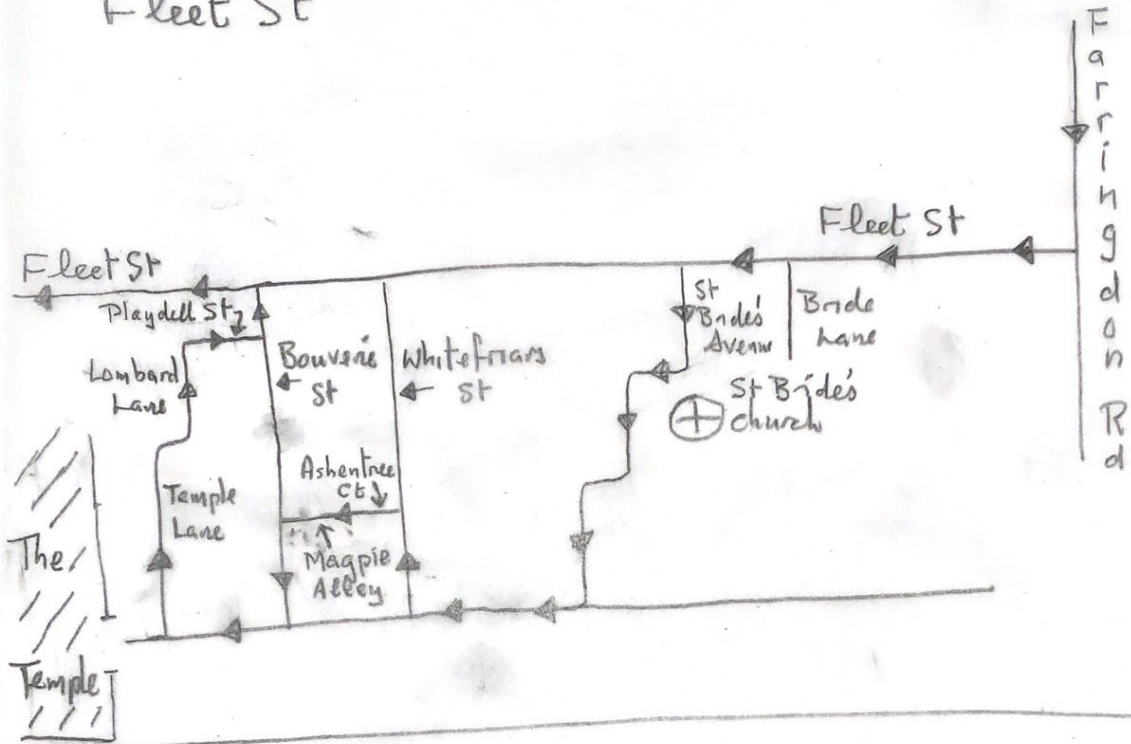 Fleet St
Farringdon Rd
Fleet St
Fleet St
Playdell St
Lombard
Lane
Bouverie
St
Whitefriars
St
St
Bride's
Avenue
Bride
Lane
St Bride's
Church
Ashentree
Ct
Temple
Lane
Magpie
Alley
The
Temple